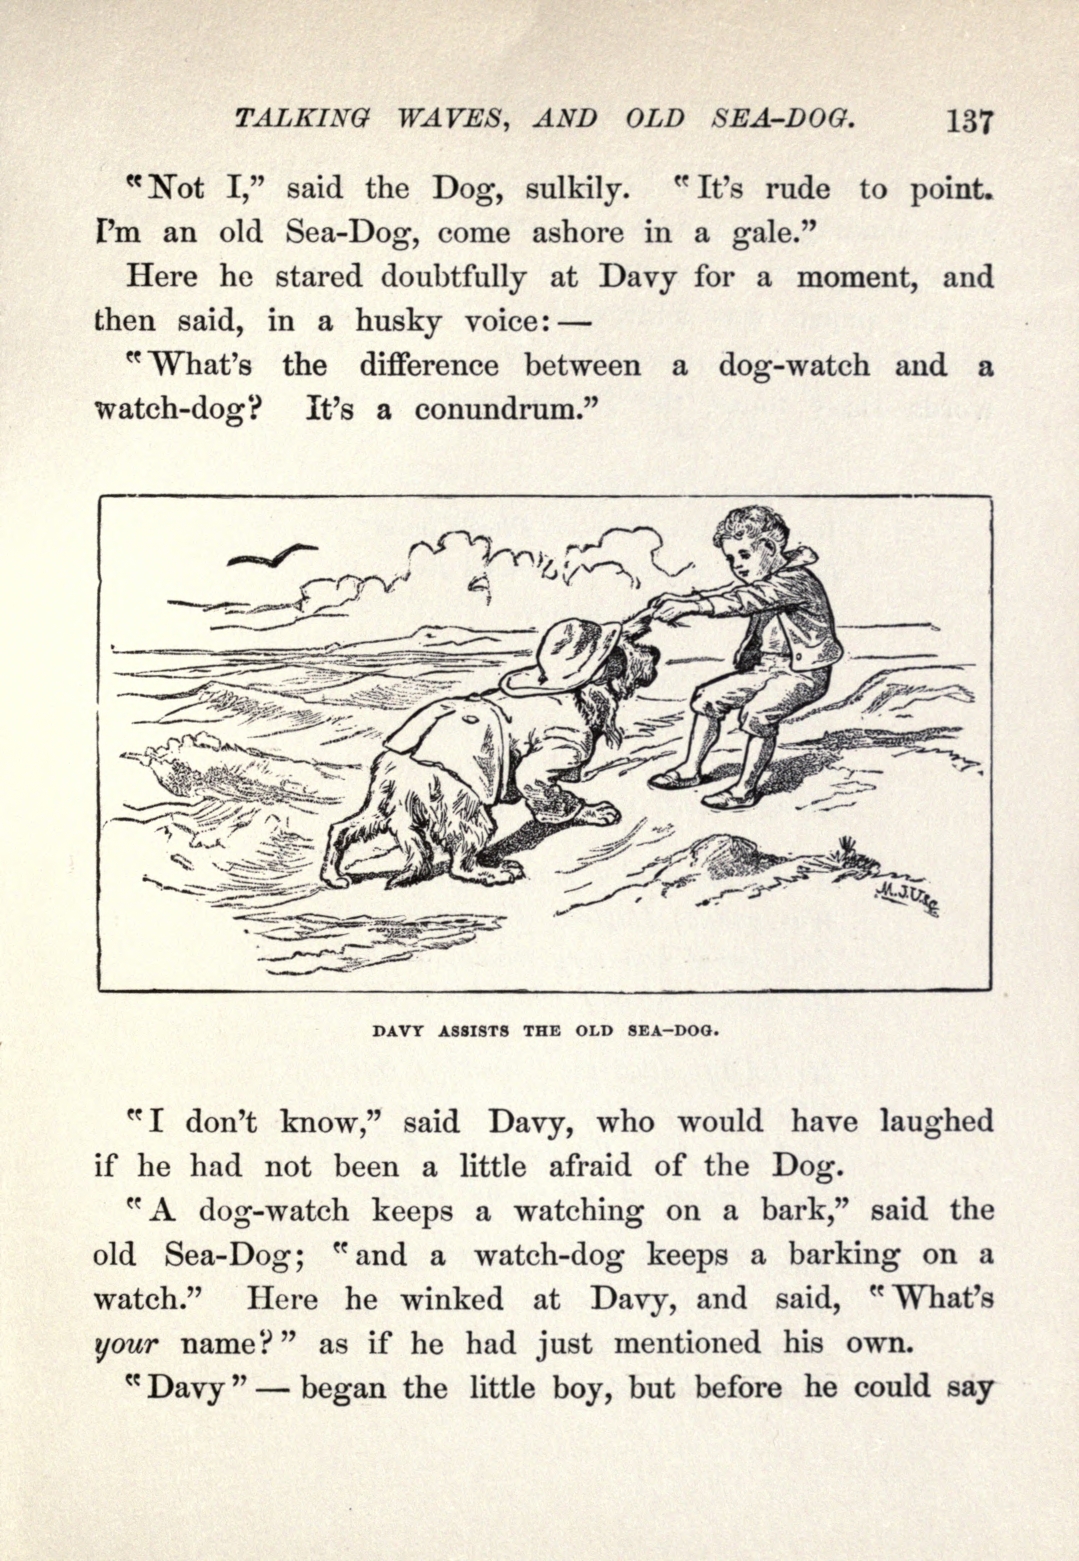 TALKING WAVES, AND OLD SEA-DOG. 137
"Not I," said the Dog, sulkily. "It's rude to point.
I'm an old Sea-Dog, come ashore in a gale."
Here he stared doubtfully at Davy for a moment, and
then said, in a husky voice: —
"What's the difference between a dog-watch and a
watch-dog? It's a conundrum."
M.J.
DAVY ASSISTS THE OLD SEA-DOG.
"I don't know," said Davy, who would have laughed
if he had not been a little afraid of the Dog.
"A dog-watch keeps a watching on a bark," said the
old Sea-Dog; "and a watch-dog keeps a barking on a
watch." Here he winked at Davy, and said, "What's
your name?" as if he had just mentioned his own.
"Davy" — began the little boy, but before he could say